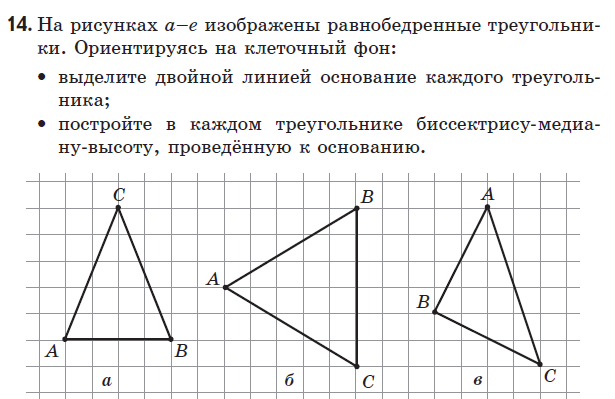 14. На рисунках а–е изображены равнобедренные треугольни-
ки. Ориентируясь на клеточный фон:
• выделите двойной линией основание каждого треуголь-
ника;
• постройте в каждом треугольнике биссектрису-медиа-
ну-высоту, проведённую к основанию.
C
A
B
а
B
A
C
б
A
B
C
в